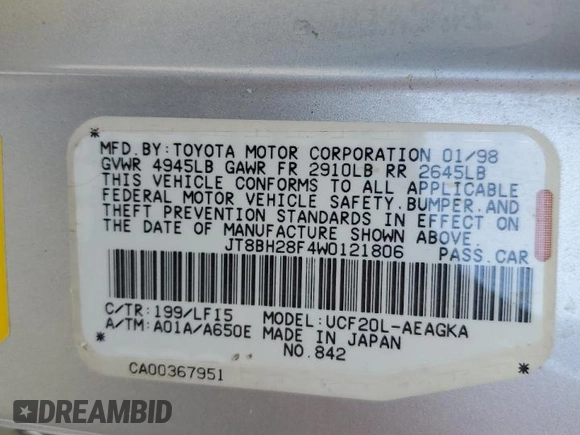 MFD.BY:TOYOTA MOTOR CORPORATION 01/98
GVWR 4945LB GAWR FR 2910LB RR 2645LB
THIS VEHICLE CONFORMS TO ALL APPLICABLE
FEDERAL MOTOR VEHICLE SAFETY.BUMPER.AND
THEFT PREVENTION STANDARDS IN EFFECT ON
THE DATE OF MANUFACTURE SHOWN ABOVE.
JT8BH28F4W0121806 PASS.CAR
C/TR:199/LF15 MODEL:UCF20L-AEAGKA
A/TM:A01A/A650E MADE IN JAPAN
NO.842
CA00367951
DREAMBID